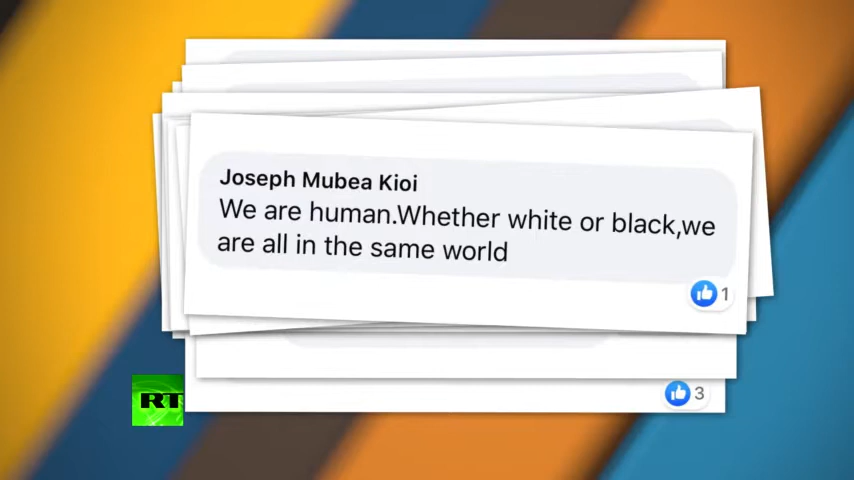 Joseph Mubea Kioi
We are human.Whether white or black,we
are all in the same world
1
3
RT